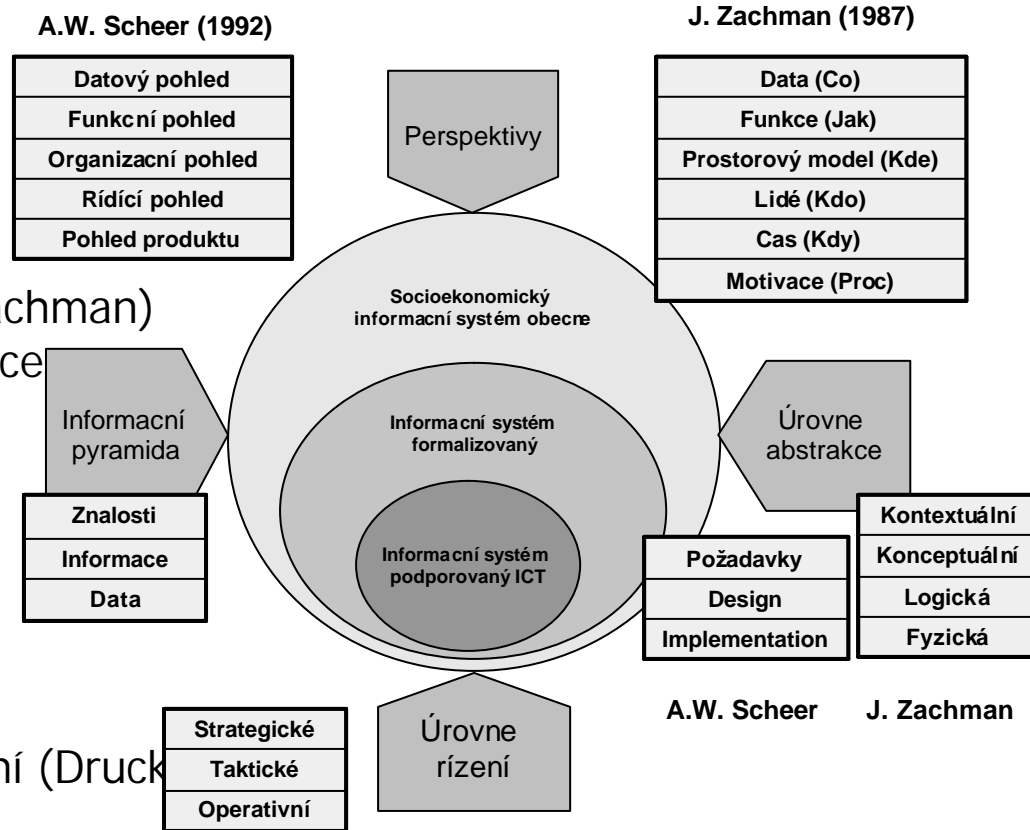 A.W. Scheer (1992)
J. Zachman (1987)
Datový pohled
Funkcní pohled
Organizacní pohled
Rídící pohled
Pohled produktu
Perspektivy
Data (Co)
Funkce (Jak)
Prostorový model (Kde)
Lidé (Kdo)
Cas (Kdy)
Motivace (Proc)
achman)
ce
Socioekonomický
informacní systém obecne
Informacní
pyramida
Informacní systém
formalizovaný
Úrovne
abstrakce
Znalosti
Informace
Data
Informacní systém
podporovaný ICT
Požadavky
Design
Implementation
Kontextuální
Konceptuální
Logická
Fyzická
A.W. Scheer
J. Zachman
ní (Druck
Strategické
Taktické
Operativní
Úrovne
rízení